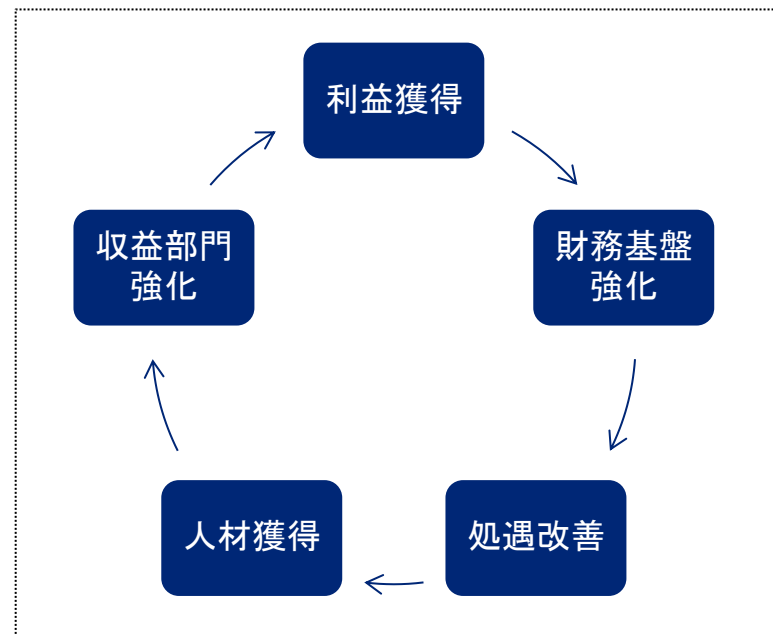 利益獲得
財務基盤
強化
処遇改善
人材獲得
収益部門
強化